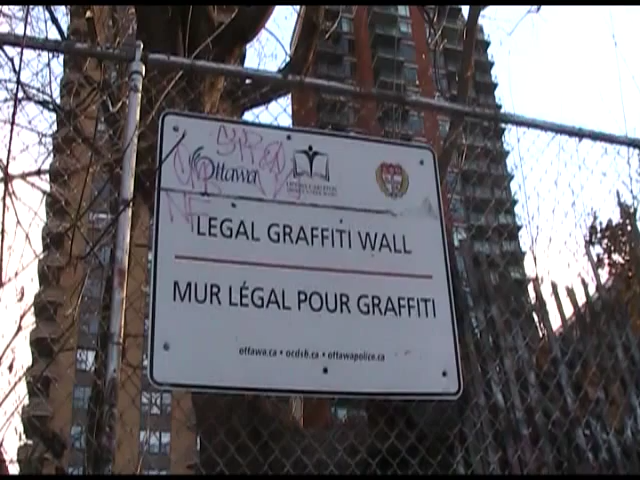 Ottawa
LEGAL GRAFFITI WALL
MUR LÉGAL POUR GRAFFITI
ottawa.ca • ocdsb.ca • ottawapolice.ca